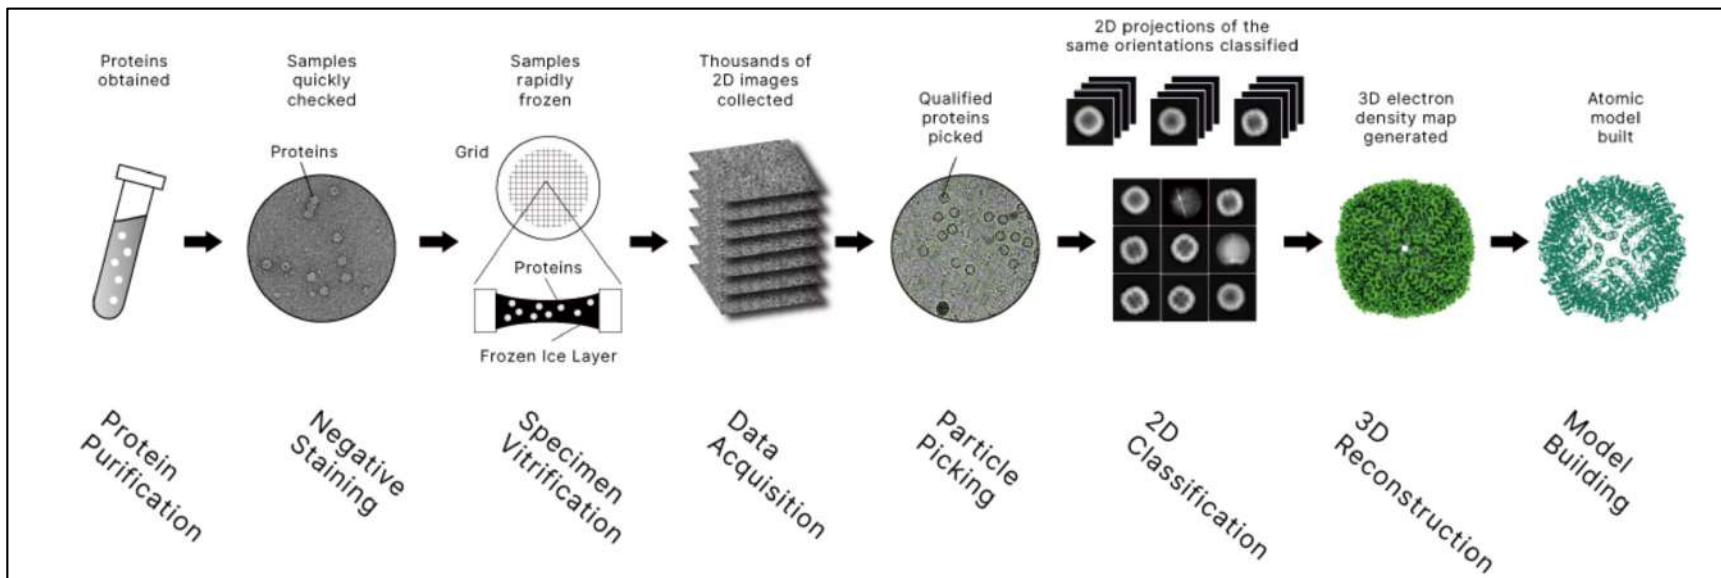 Proteins
obtained
Samples
quickly
checked
Proteins
Samples
rapidly
frozen
Grid
Proteins
Frozen Ice Layer
Thousands of
2D images
collected
Qualified
proteins
picked
2D projections of the
same orientations classified
3D electron
density map
generated
Atomic
model
built
Protein
Purification
Negative
Staining
Specimen
Vitrification
Data
Acquisition
Particle
Picking
2D
Classification
3D
Reconstruction
Model
Building